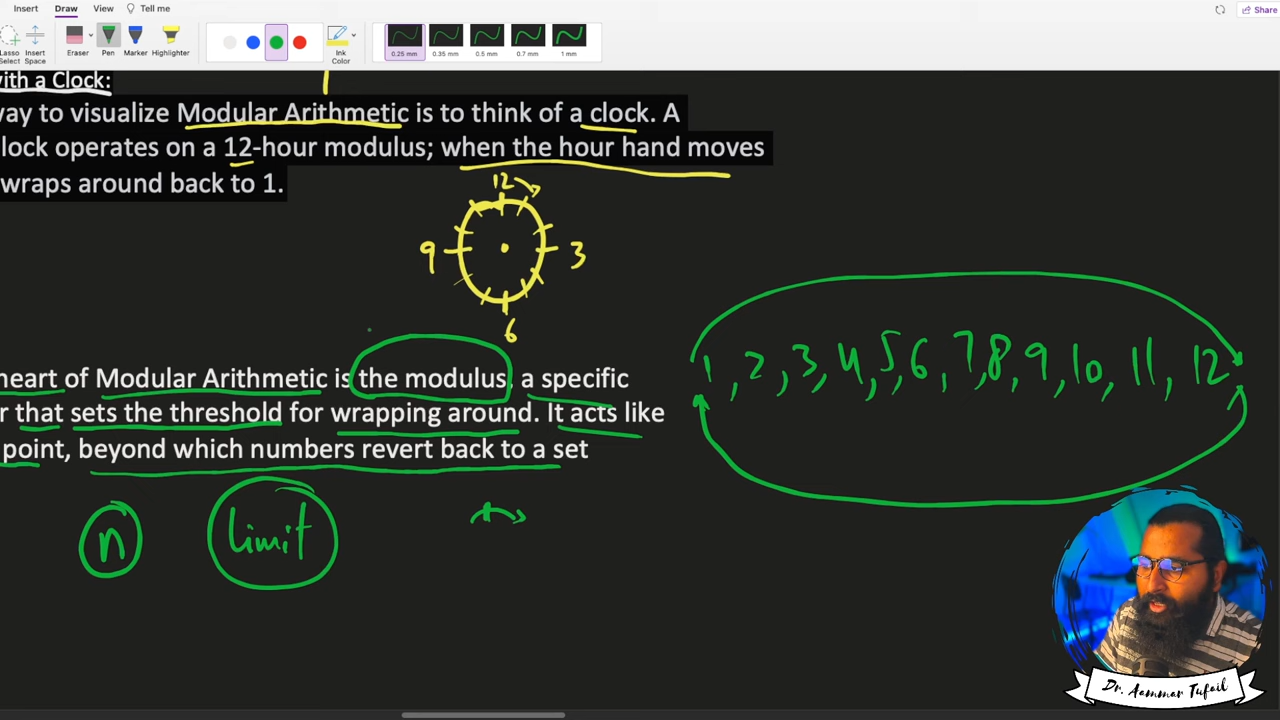 Insert Draw View Tell me
Share
Lasso Select
Insert Space
Eraser
Pen
Marker
Highlighter
Ink Color
0.25 mm 0.35 mm 0.5 mm 0.7 mm 1 mm
with a Clock:
way to visualize Modular Arithmetic is to think of a clock. A
lock operates on a 12-hour modulus; when the hour hand moves
wraps around back to 1.
12
9 3
6
1, 2, 3, 4, 5, 6, 7, 8, 9, 10, 11, 12
heart of Modular Arithmetic is the modulus, a specific
r that sets the threshold for wrapping around. It acts like
point, beyond which numbers revert back to a set
n limit
Dr. Aammar Tufail